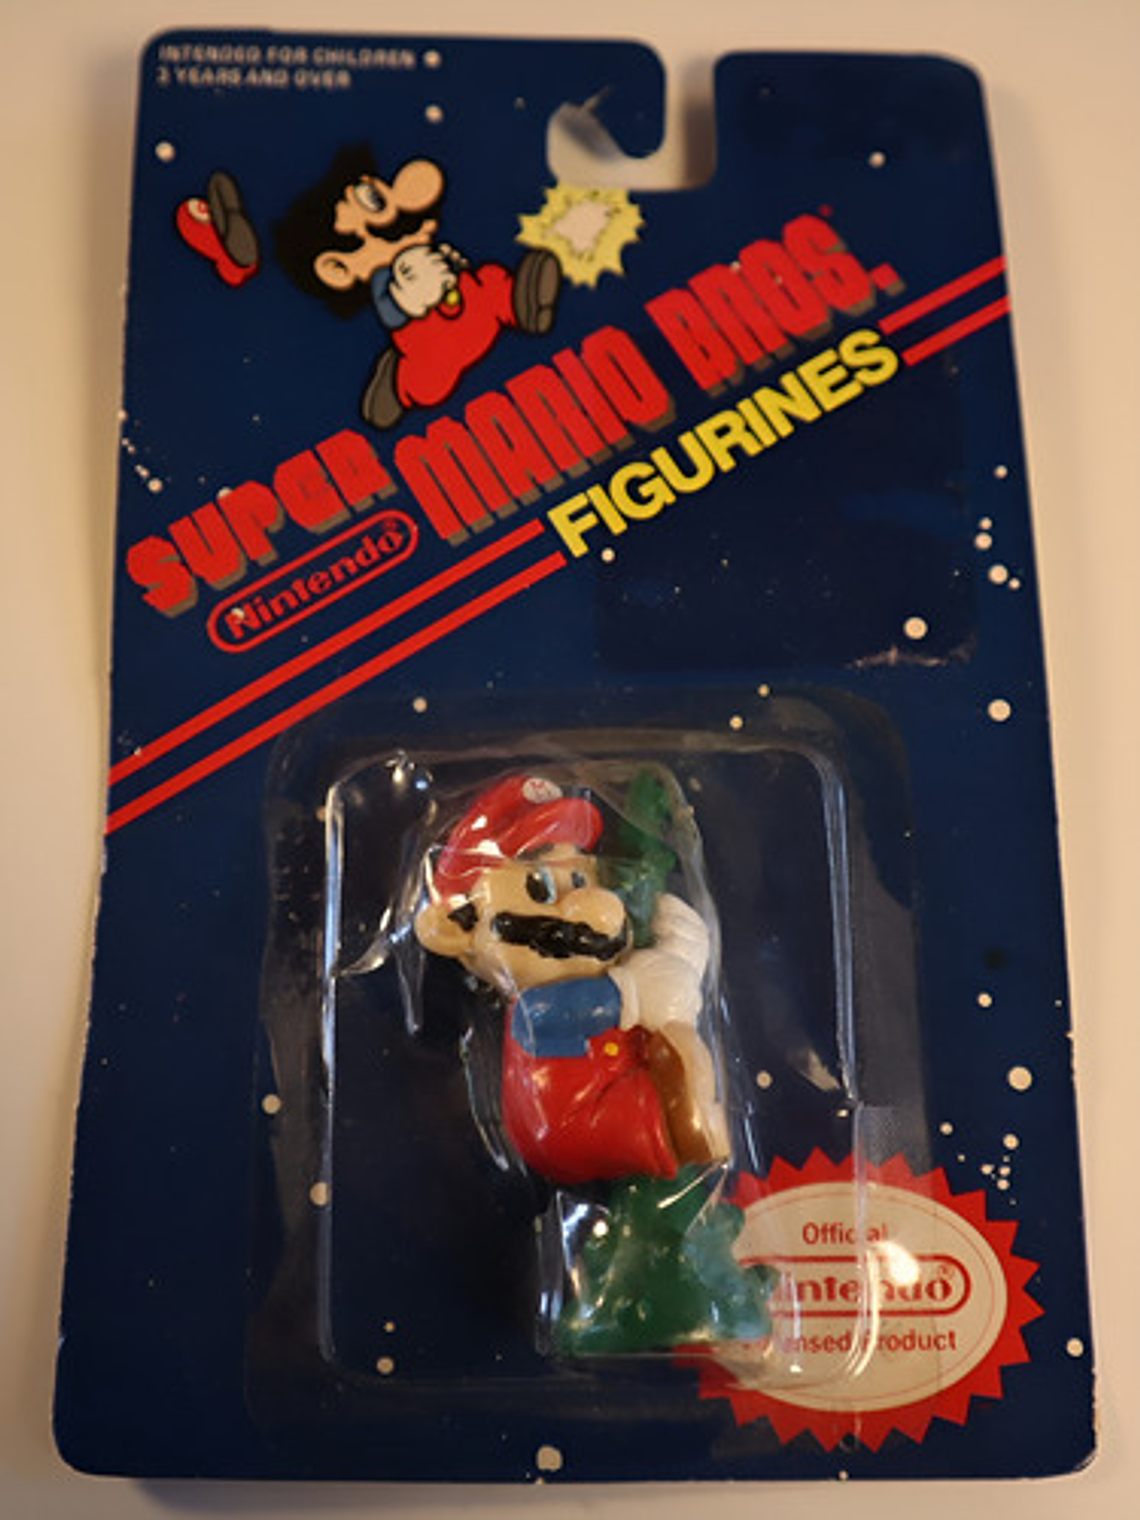 INTENDED FOR CHILDREN
3 YEARS AND OVER
SUPER MARIO BROS.
Nintendo®
FIGURINES
M
Official
Nintendo®
Licensed Product